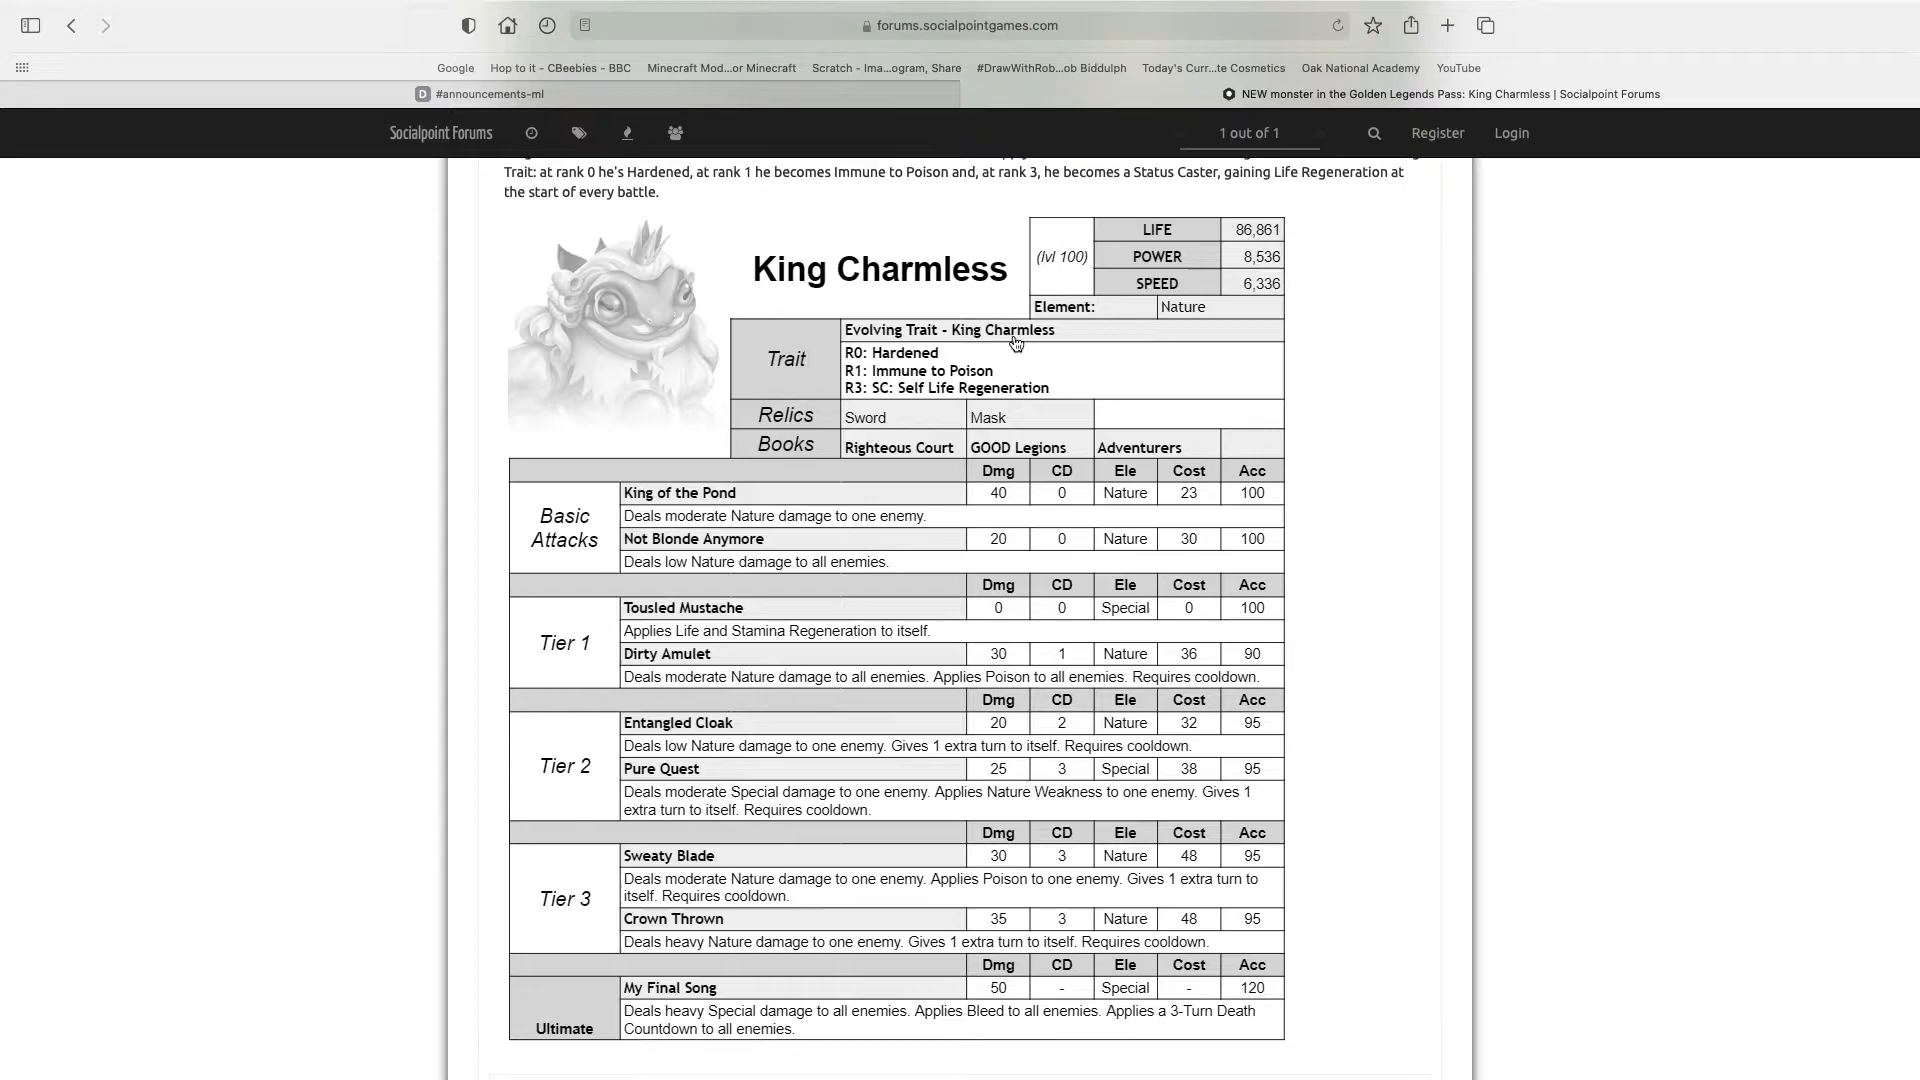 forums.socialpointgames.com
Google Hop to it - CBeebies - BBC Minecraft Mod...or Minecraft Scratch - Ima...ogram, Share #DrawWithRob...ob Biddulph Today's Curr...te Cosmetics Oak National Academy YouTube
D #announcements-ml NEW monster in the Golden Legends Pass: King Charmless | Socialpoint Forums
Socialpoint Forums 1 out of 1 Register Login
Trait: at rank 0 he's Hardened, at rank 1 he becomes Immune to Poison and, at rank 3, he becomes a Status Caster, gaining Life Regeneration at
the start of every battle.
King Charmless
(lvl 100)
LIFE 86,861
POWER 8,536
SPEED 6,336
Element: Nature
Trait
Evolving Trait - King Charmless
R0: Hardened
R1: Immune to Poison
R3: SC: Self Life Regeneration
Relics Sword Mask
Books Righteous Court GOOD Legions Adventurers
Dmg CD Ele Cost Acc
Basic Attacks
King of the Pond 40 0 Nature 23 100
Deals moderate Nature damage to one enemy.
Not Blonde Anymore 20 0 Nature 30 100
Deals low Nature damage to all enemies.
Dmg CD Ele Cost Acc
Tier 1
Tousled Mustache 0 0 Special 0 100
Applies Life and Stamina Regeneration to itself.
Dirty Amulet 30 1 Nature 36 90
Deals moderate Nature damage to all enemies. Applies Poison to all enemies. Requires cooldown.
Dmg CD Ele Cost Acc
Tier 2
Entangled Cloak 20 2 Nature 32 95
Deals low Nature damage to one enemy. Gives 1 extra turn to itself. Requires cooldown.
Pure Quest 25 3 Special 38 95
Deals moderate Special damage to one enemy. Applies Nature Weakness to one enemy. Gives 1
extra turn to itself. Requires cooldown.
Dmg CD Ele Cost Acc
Tier 3
Sweaty Blade 30 3 Nature 48 95
Deals moderate Nature damage to one enemy. Applies Poison to one enemy. Gives 1 extra turn to
itself. Requires cooldown.
Crown Thrown 35 3 Nature 48 95
Deals heavy Nature damage to one enemy. Gives 1 extra turn to itself. Requires cooldown.
Dmg CD Ele Cost Acc
Ultimate
My Final Song 50 - Special - 120
Deals heavy Special damage to all enemies. Applies Bleed to all enemies. Applies a 3-Turn Death
Countdown to all enemies.